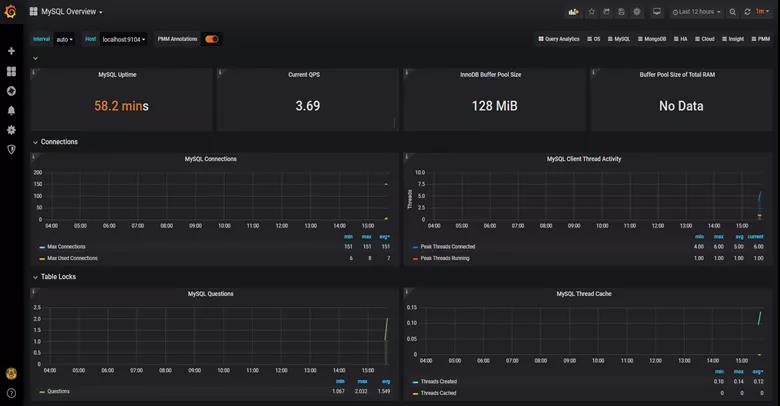 MySQL Overview
Last 12 hours
1m
Interval auto Host localhost:9104 PMM Annotations
Query Analytics OS MySQL MongoDB HA Cloud Insight PMM
MySQL Uptime
58.2 mins
Current QPS
3.69
InnoDB Buffer Pool Size
128 MiB
Buffer Pool Size of Total RAM
No Data
Connections
MySQL Connections
200
150
100
50
0
04:00 05:00 06:00 07:00 08:00 09:00 10:00 11:00 12:00 13:00 14:00 15:00
min max avg
Max Connections 151 151 151
Max Used Connections 6 8 7
MySQL Client Thread Activity
Threads
10.0
7.5
5.0
2.5
0
04:00 05:00 06:00 07:00 08:00 09:00 10:00 11:00 12:00 13:00 14:00 15:00
min max avg current
Peak Threads Connected 4.00 6.00 5.00 6.00
Peak Threads Running 1.00 1.00 1.00 1.00
Table Locks
MySQL Questions
2.5
2.0
1.5
1.0
0.5
0
04:00 05:00 06:00 07:00 08:00 09:00 10:00 11:00 12:00 13:00 14:00 15:00
min max avg
Questions 1.067 2.032 1.549
MySQL Thread Cache
0.15
0.10
0.05
0
04:00 05:00 06:00 07:00 08:00 09:00 10:00 11:00 12:00 13:00 14:00 15:00
min max avg
Threads Created 0.10 0.14 0.12
Threads Cached 0 0 0